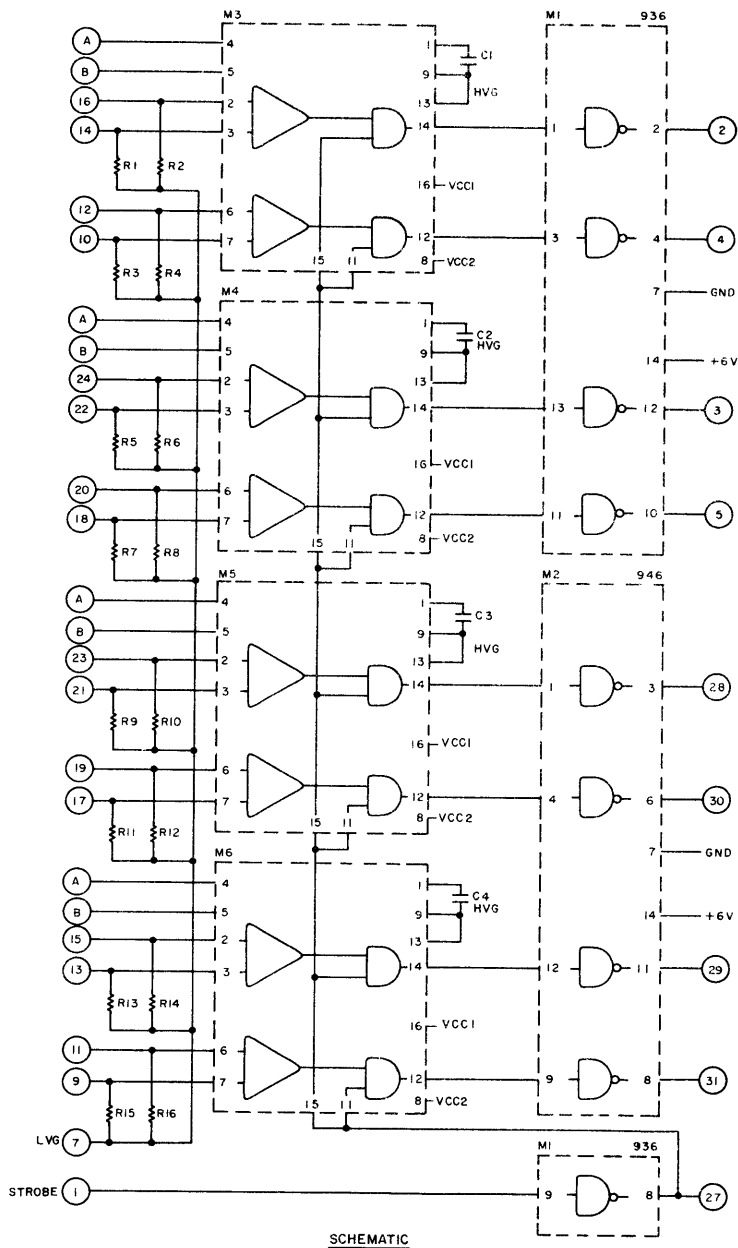 M3 M1 936
A 4 1 C1
B 5 9
16 2 13 HVG
14 3 14 1 2 2
R1 R2 16 VCC1
12 6
10 7 12 3 4 4
R3 R4 15 11 8 VCC2
7 GND
M4
A 4 1 C2
B 5 9 HVG 14 +6V
24 2 13
22 3 14 13 12 3
R5 R6 16 VCC1
20 6
18 7 12 11 10 5
R7 R8 15 11 8 VCC2
M5 M2 946
A 4 1 C3
B 5 9
23 2 13 HVG
21 3 14 1 3 28
R9 R10 16 VCC1
19 6
17 7 12 4 6 30
R11 R12 15 11 8 VCC2
7 GND
M6
A 4 1 C4
B 5 9 HVG 14 +6V
15 2 13
13 3 14 12 11 29
R13 R14 16 VCC1
11 6
9 7 12 9 8 31
R15 R16 15 11 8 VCC2
LVG 7
M1 936
STROBE 1 9 8 27
SCHEMATIC